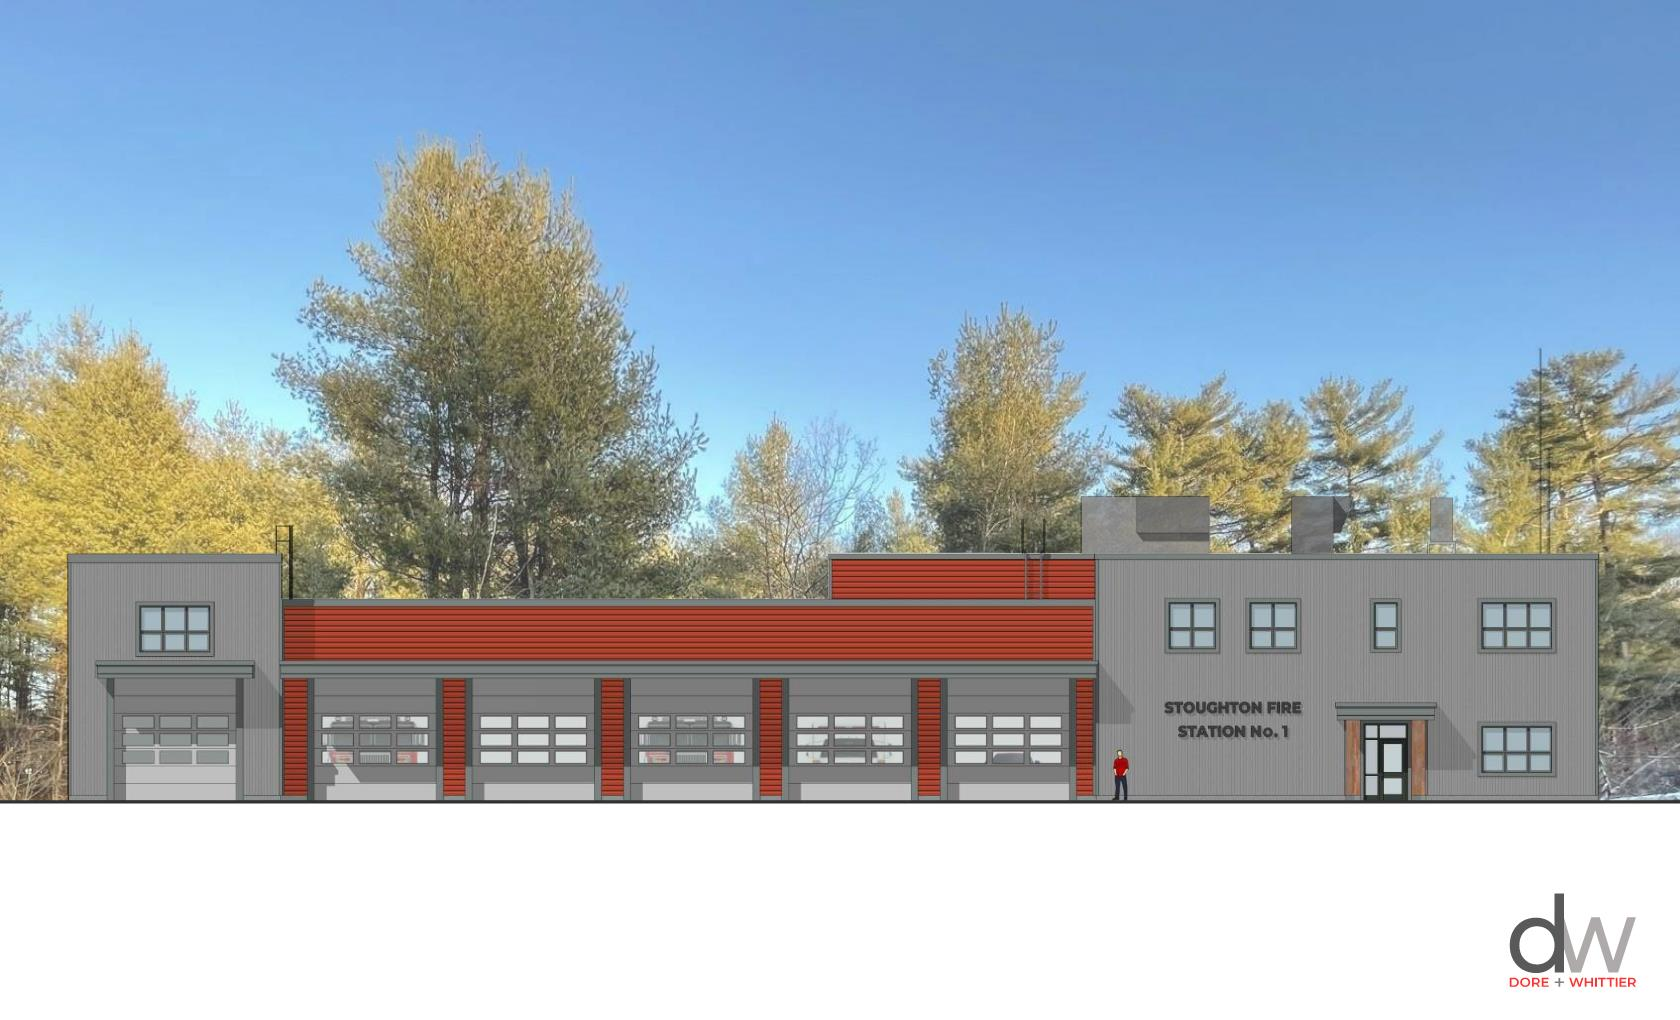 STOUGHTON FIRE
STATION No. 1
dw
DORE + WHITTIER